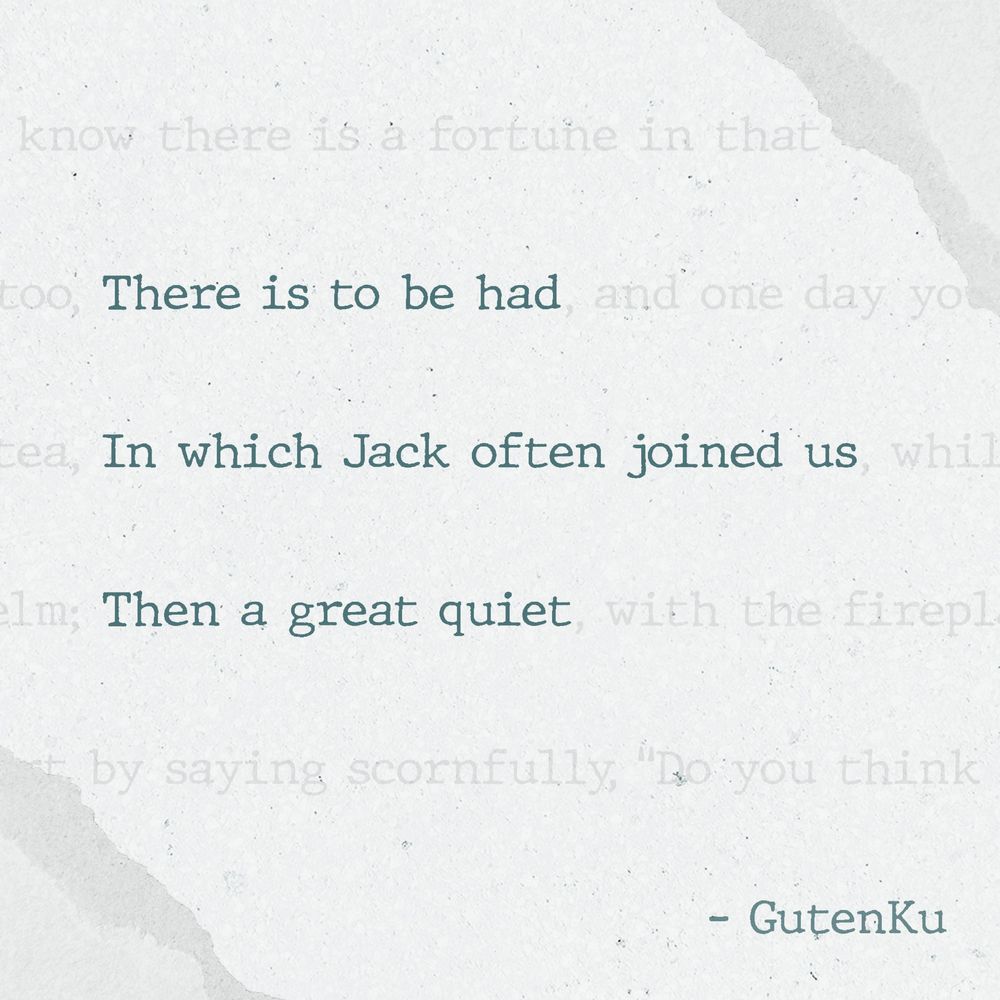 know there is a fortune in that
too, There is to be had, and one day you
tea, In which Jack often joined us, whil
elm; Then a great quiet, with the firepl
by saying scornfully, "Do you think
- GutenKu